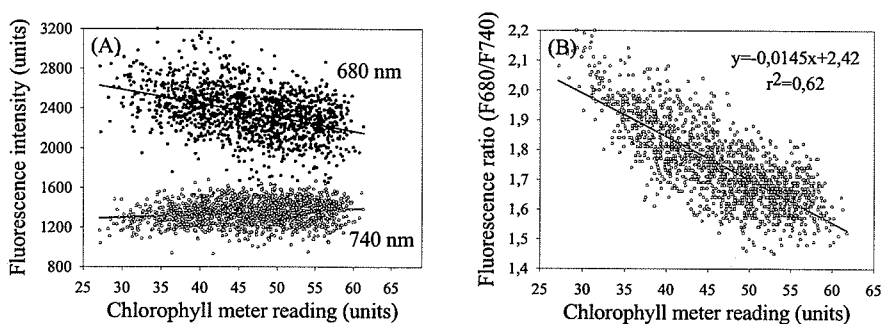 Fluorescence intensity (units)
3200
2800
2400
2000
1600
1200
800
(A)
680 nm
740 nm
25 30 35 40 45 50 55 60 65
Chlorophyll meter reading (units)
Fluorescence ratio (F680/F740)
2,2
2,1
2,0
1,9
1,8
1,7
1,6
1,5
1,4
(B)
y=-0,0145x+2,42
r2=0,62
25 30 35 40 45 50 55 60 65
Chlorophyll meter reading (units)